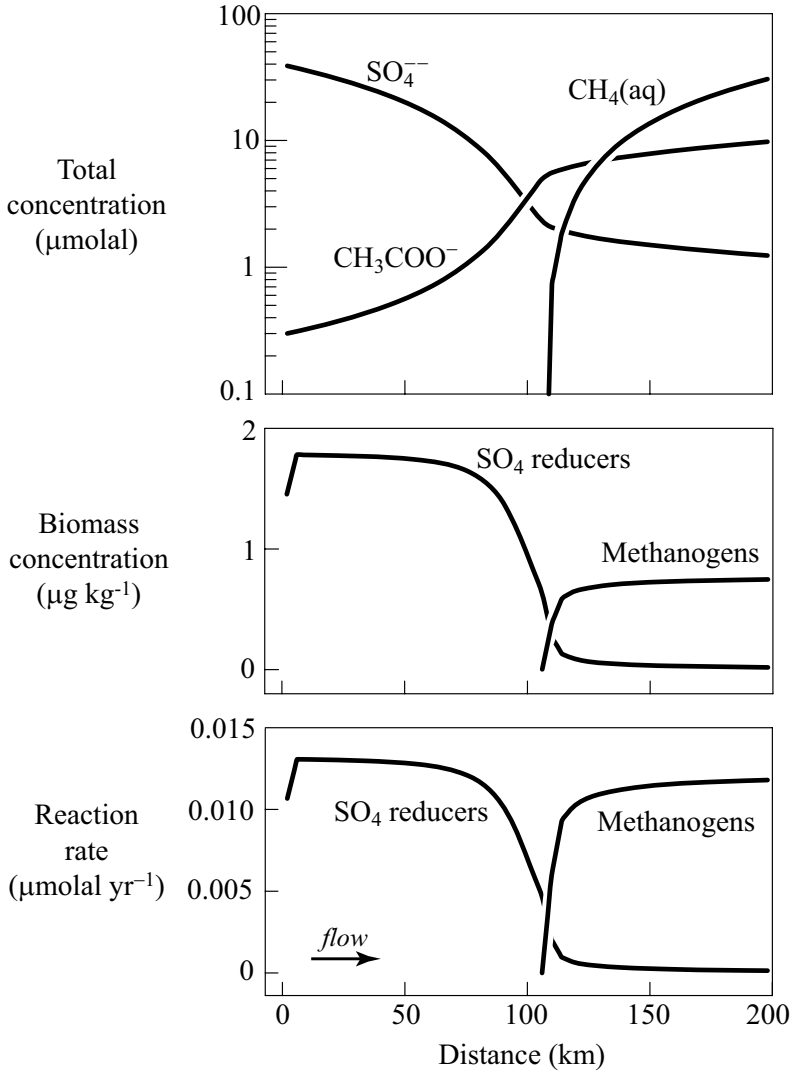 100
10
1
0.1
Total
concentration
(μmolal)
SO₄⁻⁻
CH₄(aq)
CH₃COO⁻
2
1
0
Biomass
concentration
(μg kg⁻¹)
SO₄ reducers
Methanogens
0.015
0.010
0.005
0
Reaction
rate
(μmolal yr⁻¹)
SO₄ reducers
Methanogens
flow
0 50 100 150 200
Distance (km)